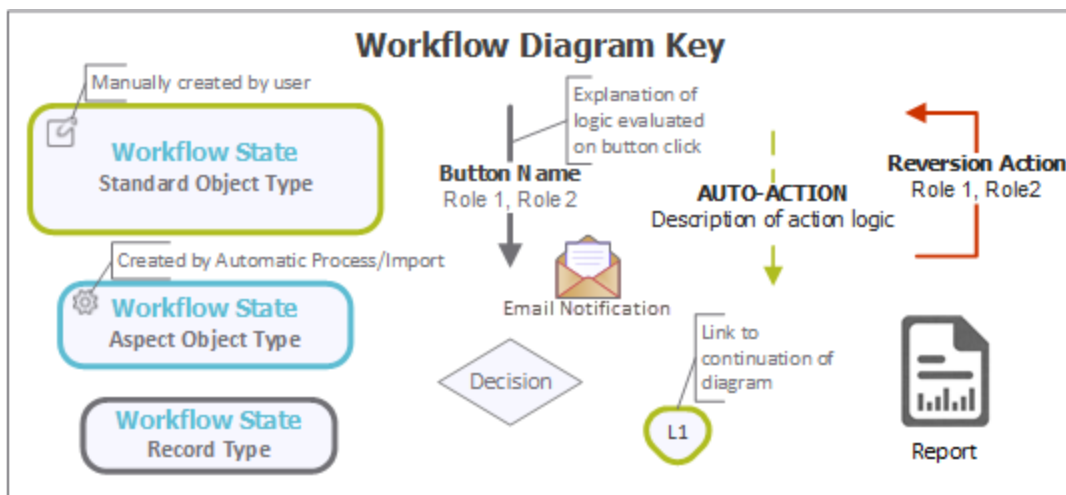 Workflow Diagram Key
Manually created by user
Workflow State
Standard Object Type
Created by Automatic Process/Import
Workflow State
Aspect Object Type
Workflow State
Record Type
Explanation of
logic evaluated
on button click
Button Name
Role 1, Role 2
Email Notification
Decision
AUTO-ACTION
Description of action logic
Link to
continuation of
diagram
L1
Reversion Action
Role 1, Role2
Report